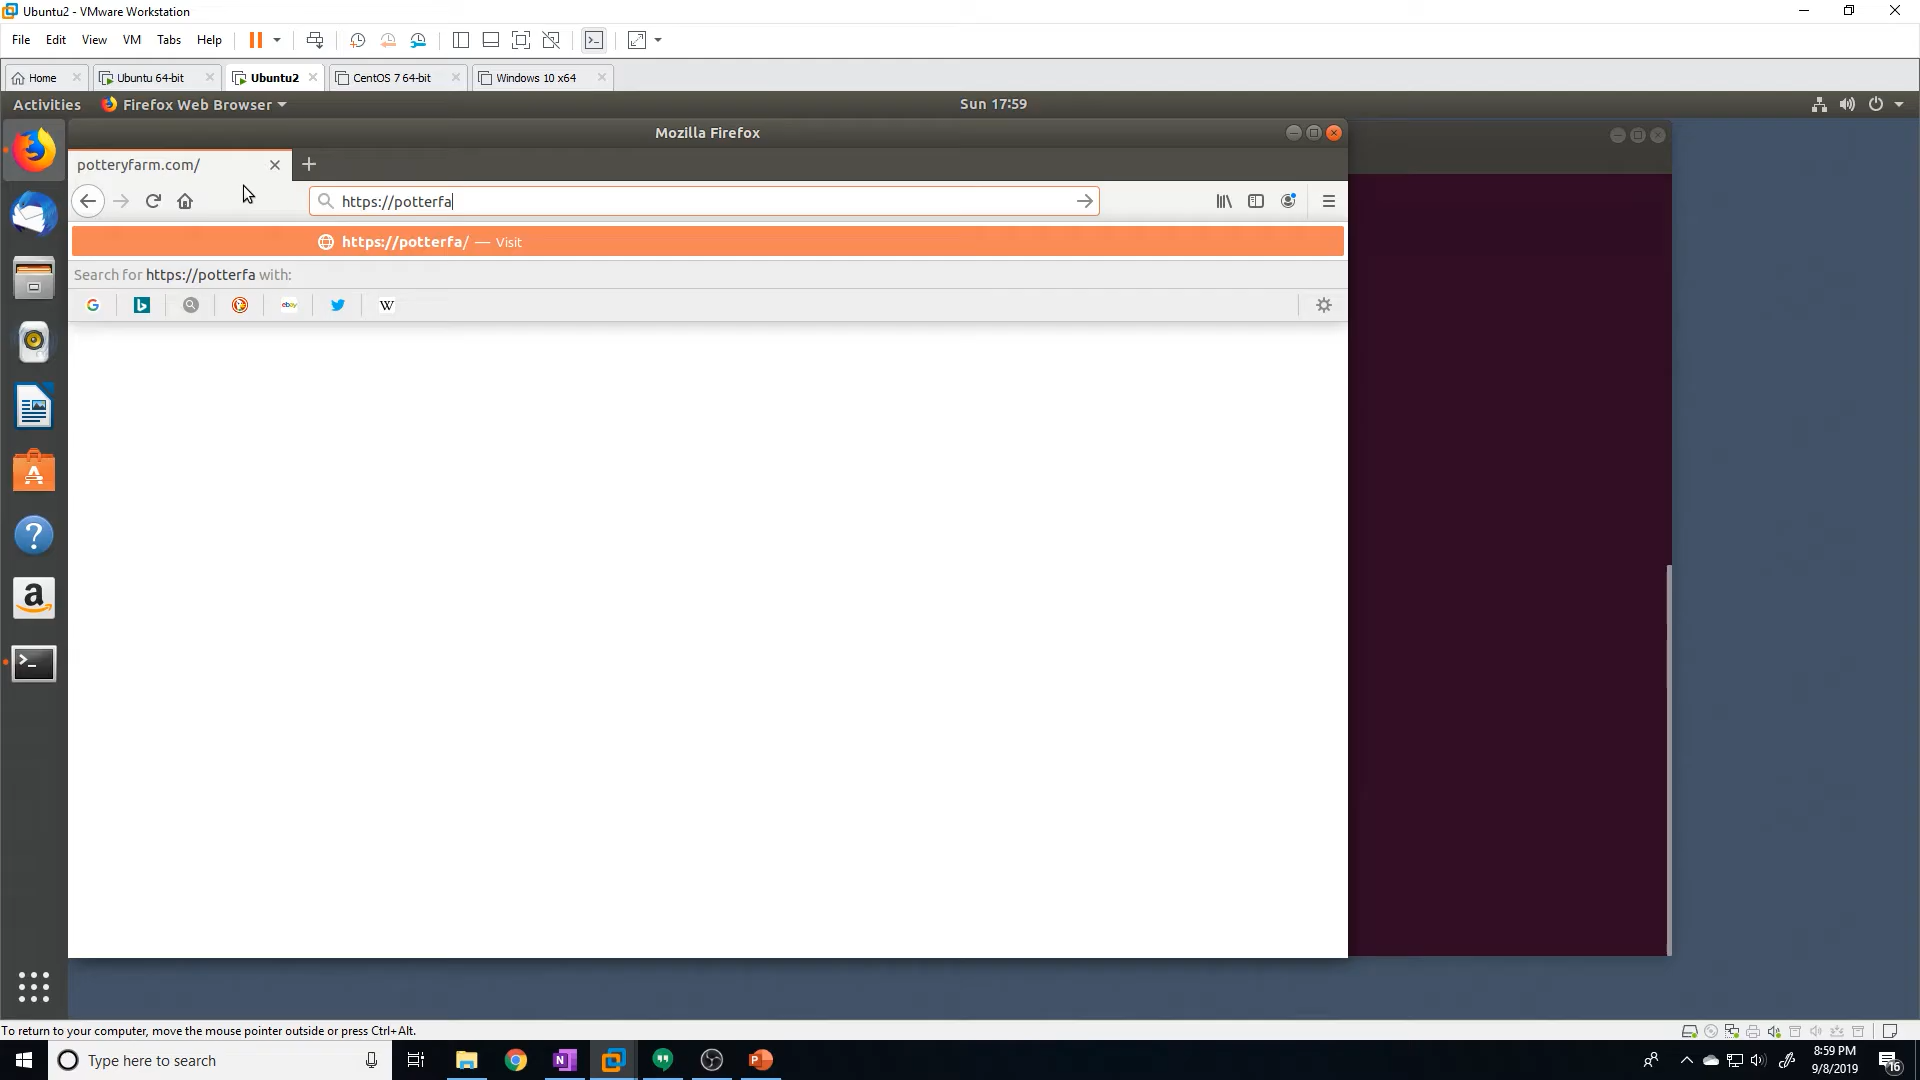 Ubuntu2 - VMware Workstation
File Edit View VM Tabs Help
Home Ubuntu 64-bit Ubuntu2 CentOS 7 64-bit Windows 10 x64
Activities Firefox Web Browser Sun 17:59
Mozilla Firefox
potteryfarm.com/
https://potterfa
https://potterfa/ — Visit
Search for https://potterfa with:
G b ebay W
To return to your computer, move the mouse pointer outside or press Ctrl+Alt.
Type here to search
8:59 PM
9/8/2019
16